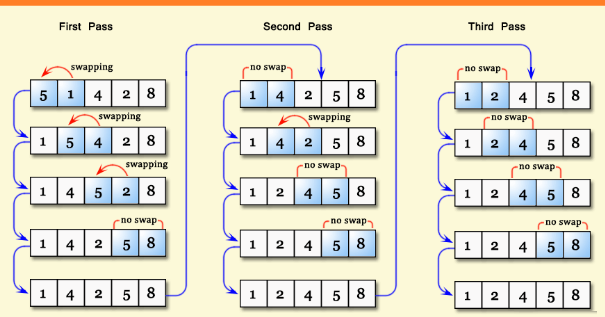 First Pass
swapping
5 1 4 2 8
swapping
1 5 4 2 8
swapping
1 4 5 2 8
no swap
1 4 2 5 8
1 4 2 5 8
Second Pass
no swap
1 4 2 5 8
swapping
1 4 2 5 8
no swap
1 2 4 5 8
no swap
1 2 4 5 8
1 2 4 5 8
Third Pass
no swap
1 2 4 5 8
no swap
1 2 4 5 8
no swap
1 2 4 5 8
no swap
1 2 4 5 8
1 2 4 5 8